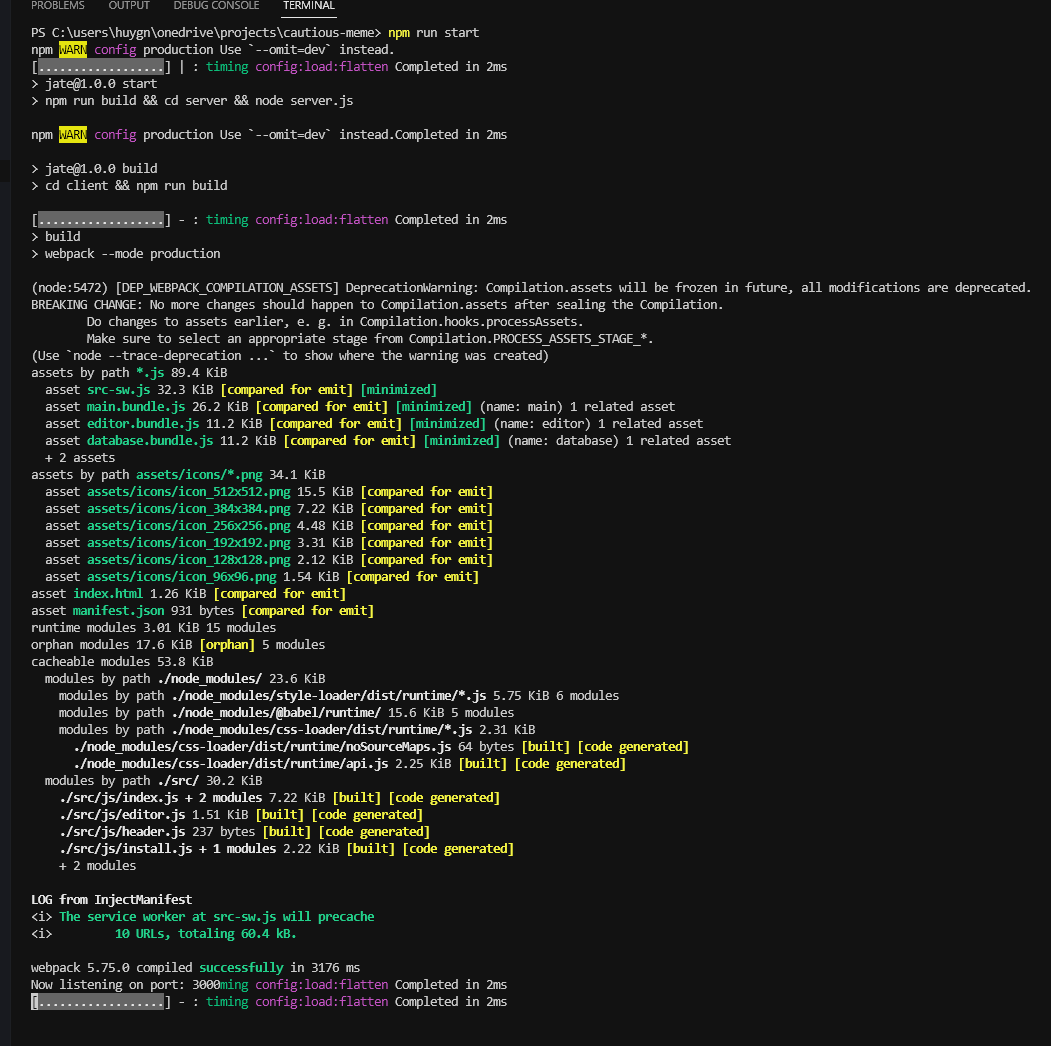 PROBLEMS OUTPUT DEBUG CONSOLE TERMINAL
PS C:\users\huygn\onedrive\projects\cautious-meme> npm run start
npm WARN config production Use `--omit=dev` instead.
[..................] | : timing config:load:flatten Completed in 2ms
> jate@1.0.0 start
> npm run build && cd server && node server.js
npm WARN config production Use `--omit=dev` instead.Completed in 2ms
> jate@1.0.0 build
> cd client && npm run build
[..................] - : timing config:load:flatten Completed in 2ms
> build
> webpack --mode production
(node:5472) [DEP_WEBPACK_COMPILATION_ASSETS] DeprecationWarning: Compilation.assets will be frozen in future, all modifications are deprecated.
BREAKING CHANGE: No more changes should happen to Compilation.assets after sealing the Compilation.
        Do changes to assets earlier, e. g. in Compilation.hooks.processAssets.
        Make sure to select an appropriate stage from Compilation.PROCESS_ASSETS_STAGE_*.
(Use `node --trace-deprecation ...` to show where the warning was created)
assets by path *.js 89.4 KiB
  asset src-sw.js 32.3 KiB [compared for emit] [minimized]
  asset main.bundle.js 26.2 KiB [compared for emit] [minimized] (name: main) 1 related asset
  asset editor.bundle.js 11.2 KiB [compared for emit] [minimized] (name: editor) 1 related asset
  asset database.bundle.js 11.2 KiB [compared for emit] [minimized] (name: database) 1 related asset
  + 2 assets
assets by path assets/icons/*.png 34.1 KiB
  asset assets/icons/icon_512x512.png 15.5 KiB [compared for emit]
  asset assets/icons/icon_384x384.png 7.22 KiB [compared for emit]
  asset assets/icons/icon_256x256.png 4.48 KiB [compared for emit]
  asset assets/icons/icon_192x192.png 3.31 KiB [compared for emit]
  asset assets/icons/icon_128x128.png 2.12 KiB [compared for emit]
  asset assets/icons/icon_96x96.png 1.54 KiB [compared for emit]
asset index.html 1.26 KiB [compared for emit]
asset manifest.json 931 bytes [compared for emit]
runtime modules 3.01 KiB 15 modules
orphan modules 17.6 KiB [orphan] 5 modules
cacheable modules 53.8 KiB
  modules by path ./node_modules/ 23.6 KiB
    modules by path ./node_modules/style-loader/dist/runtime/*.js 5.75 KiB 6 modules
    modules by path ./node_modules/@babel/runtime/ 15.6 KiB 5 modules
    modules by path ./node_modules/css-loader/dist/runtime/*.js 2.31 KiB
      ./node_modules/css-loader/dist/runtime/noSourceMaps.js 64 bytes [built] [code generated]
      ./node_modules/css-loader/dist/runtime/api.js 2.25 KiB [built] [code generated]
  modules by path ./src/ 30.2 KiB
    ./src/js/index.js + 2 modules 7.22 KiB [built] [code generated]
    ./src/js/editor.js 1.51 KiB [built] [code generated]
    ./src/js/header.js 237 bytes [built] [code generated]
    ./src/js/install.js + 1 modules 2.22 KiB [built] [code generated]
    + 2 modules
LOG from InjectManifest
<i> The service worker at src-sw.js will precache
<i>         10 URLs, totaling 60.4 kB.
webpack 5.75.0 compiled successfully in 3176 ms
Now listening on port: 3000ming config:load:flatten Completed in 2ms
[..................] - : timing config:load:flatten Completed in 2ms